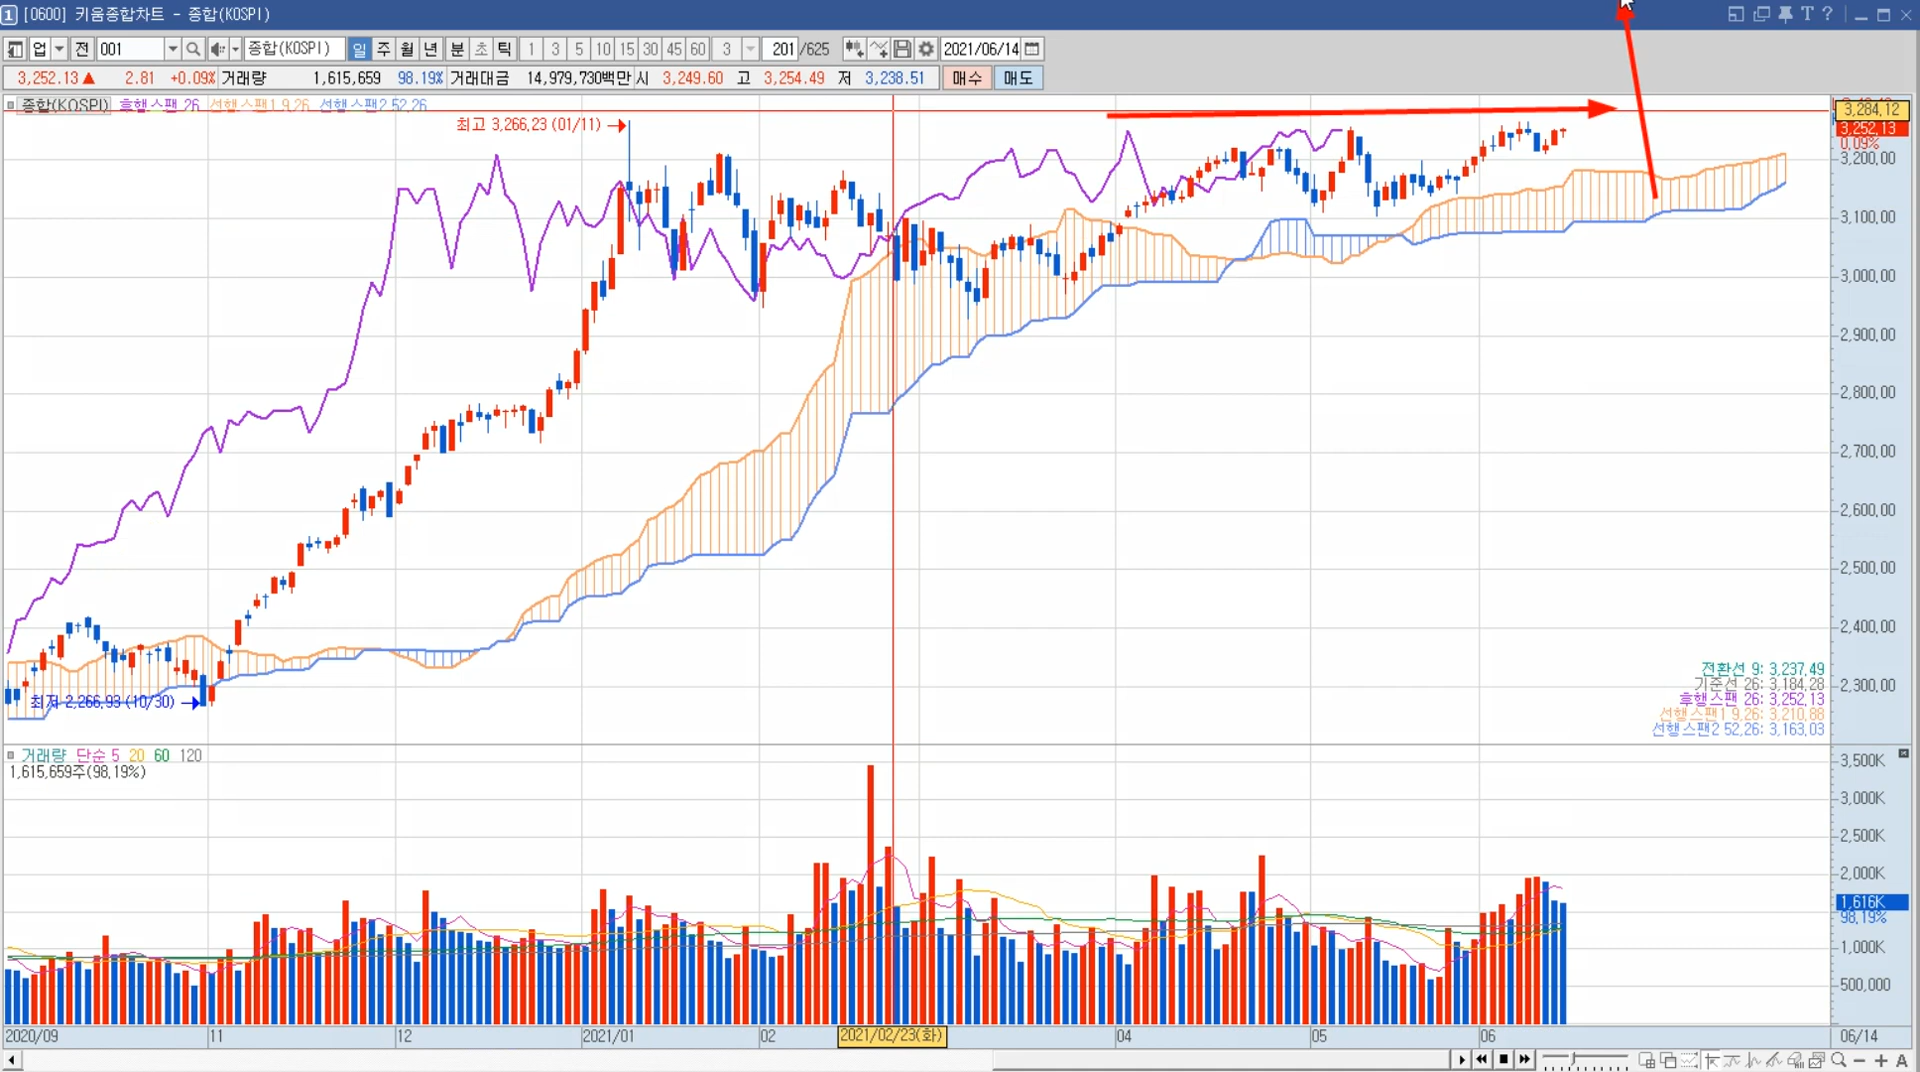 1 [0600] 키움종합차트 - 종합(KOSPI) T ?
업 전 001 종합(KOSPI) 일 주 월 년 분 초 틱 1 3 5 10 15 30 45 60 3 201 /625 2021/06/14
3,252.13 ▲ 2.81 +0.09% 거래량 1,615,659 98.19% 거래대금 14,979,730백만 시 3,249.60 고 3,254.49 저 3,238.51 매수 매도
종합(KOSPI) 후행스팬 26 선행스팬1 9,26 선행스팬2 52,26
최고 3,266.23 (01/11)
3,284.12
3,252.13
0.09%
3,200.00
3,100.00
3,000.00
2,900.00
2,800.00
2,700.00
2,600.00
2,500.00
2,400.00
2,300.00
최저 2,266.93 (10/30)
전환선 9: 3,237.49
기준선 26: 3,184.28
후행스팬 26: 3,252.13
선행스팬1 9,26: 3,210.88
선행스팬2 52,26: 3,163.03
거래량 단순 5 20 60 120
1,615,659주(98.19%)
3,500K
3,000K
2,500K
2,000K
1,616K
98.19%
1,000K
500,000
2020/09 11 12 2021/01 02 2021/02/23(화) 04 05 06 06/14
A